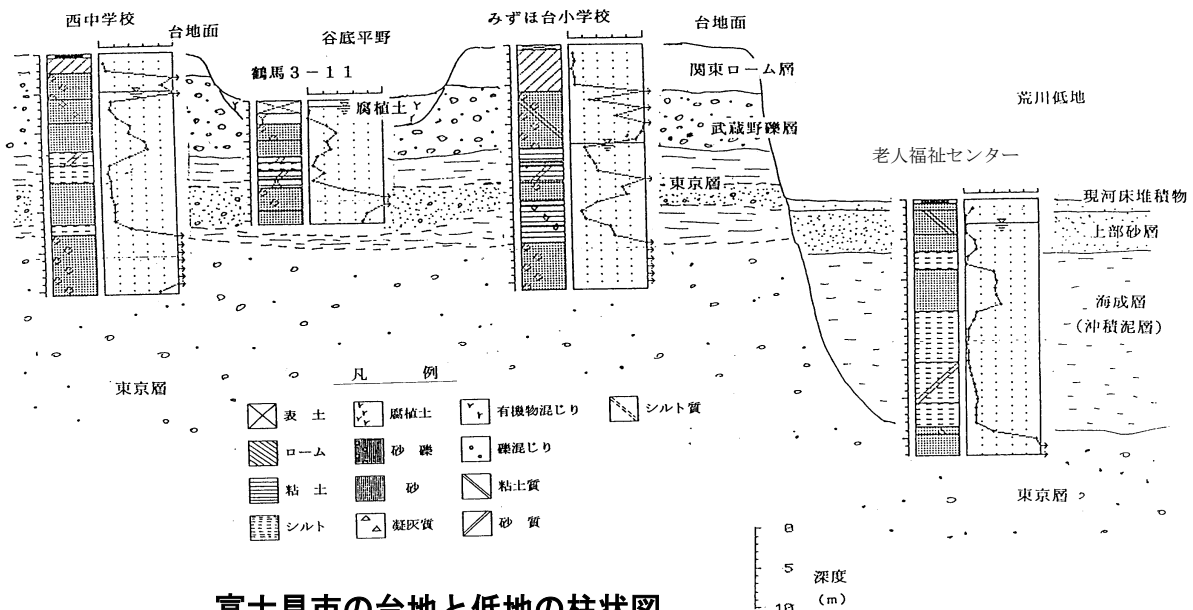 西中学校
台地面
谷底平野
みずほ台小学校
台地面
鶴馬3-11
腐植土
関東ローム層
武蔵野礫層
東京層
荒川低地
老人福祉センター
現河床堆積物
上部砂層
海成層
(沖積泥層)
東京層
東京層
凡 例
表 土
腐植土
有機物混じり
シルト質
ローム
砂 礫
礫混じり
粘 土
砂
粘土質
シルト
凝灰質
砂 質
0
5
10
深度
(m)
富士見市の台地と低地の柱状図